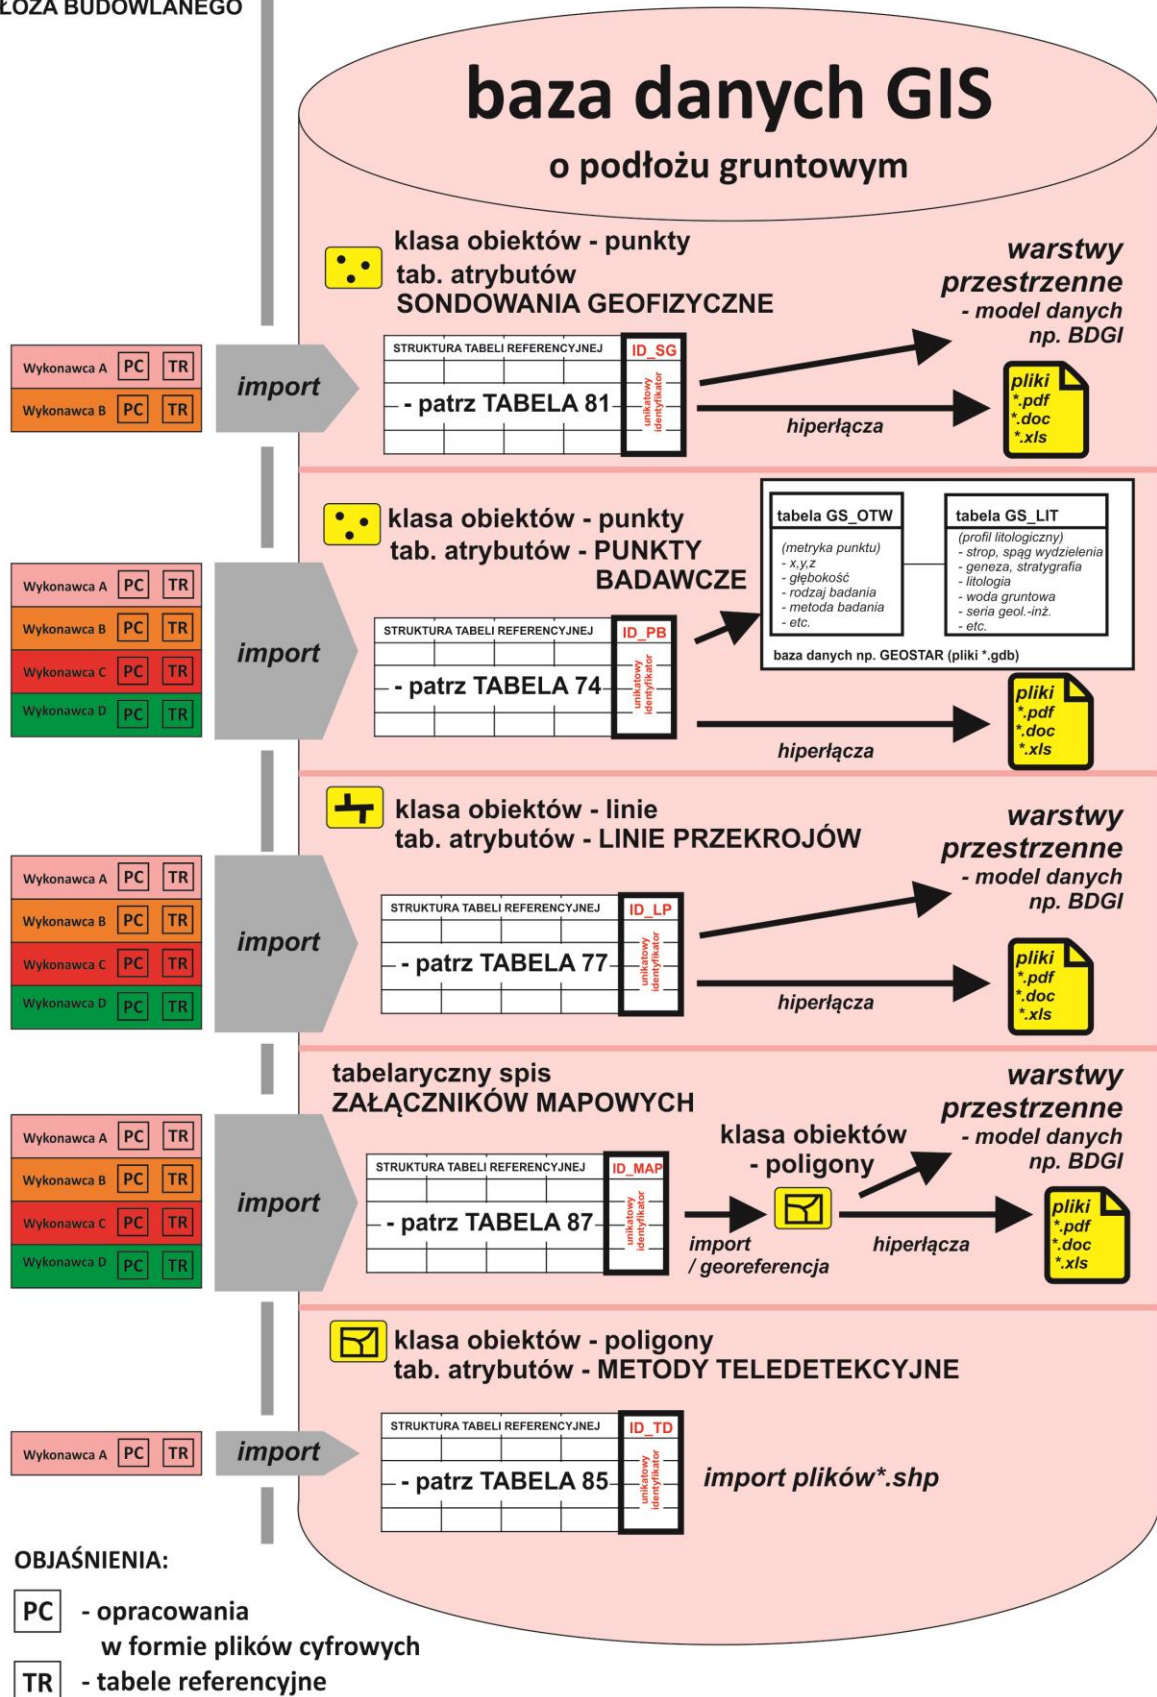 ŁOŻA BUDOWLANEGO
baza danych GIS
o podłożu gruntowym
klasa obiektów - punkty
tab. atrybutów
SONDOWANIA GEOFIZYCZNE
warstwy
przestrzenne
- model danych
np. BDGI
Wykonawca A PC TR
Wykonawca B PC TR
import
STRUKTURA TABELI REFERENCYJNEJ ID_SG
- patrz TABELA 81
unikatowy
identyfikator
hiperłącza
pliki
*.pdf
*.doc
*.xls
klasa obiektów - punkty
tab. atrybutów - PUNKTY
BADAWCZE
tabela GS_OTW
(metryka punktu)
- x,y,z
- głębokość
- rodzaj badania
- metoda badania
- etc.
tabela GS_LIT
(profil litologiczny)
- strop, spąg wydzielenia
- geneza, stratygrafia
- litologia
- woda gruntowa
- seria geol.-inż.
- etc.
baza danych np. GEOSTAR (pliki *.gdb)
Wykonawca A PC TR
Wykonawca B PC TR
Wykonawca C PC TR
Wykonawca D PC TR
import
STRUKTURA TABELI REFERENCYJNEJ ID_PB
- patrz TABELA 74
unikatowy
identyfikator
hiperłącza
pliki
*.pdf
*.doc
*.xls
klasa obiektów - linie
tab. atrybutów - LINIE PRZEKROJÓW
warstwy
przestrzenne
- model danych
np. BDGI
Wykonawca A PC TR
Wykonawca B PC TR
Wykonawca C PC TR
Wykonawca D PC TR
import
STRUKTURA TABELI REFERENCYJNEJ ID_LP
- patrz TABELA 77
unikatowy
identyfikator
hiperłącza
pliki
*.pdf
*.doc
*.xls
tabelaryczny spis
ZAŁĄCZNIKÓW MAPOWYCH
warstwy
przestrzenne
- model danych
np. BDGI
klasa obiektów
- poligony
Wykonawca A PC TR
Wykonawca B PC TR
Wykonawca C PC TR
Wykonawca D PC TR
import
STRUKTURA TABELI REFERENCYJNEJ ID_MAP
- patrz TABELA 87
unikatowy
identyfikator
import
/ georeferencja
hiperłącza
pliki
*.pdf
*.doc
*.xls
klasa obiektów - poligony
tab. atrybutów - METODY TELEDETEKCYJNE
Wykonawca A PC TR
import
STRUKTURA TABELI REFERENCYJNEJ ID_TD
- patrz TABELA 85
unikatowy
identyfikator
import plików*.shp
OBJAŚNIENIA:
PC - opracowania
w formie plików cyfrowych
TR - tabele referencyjne